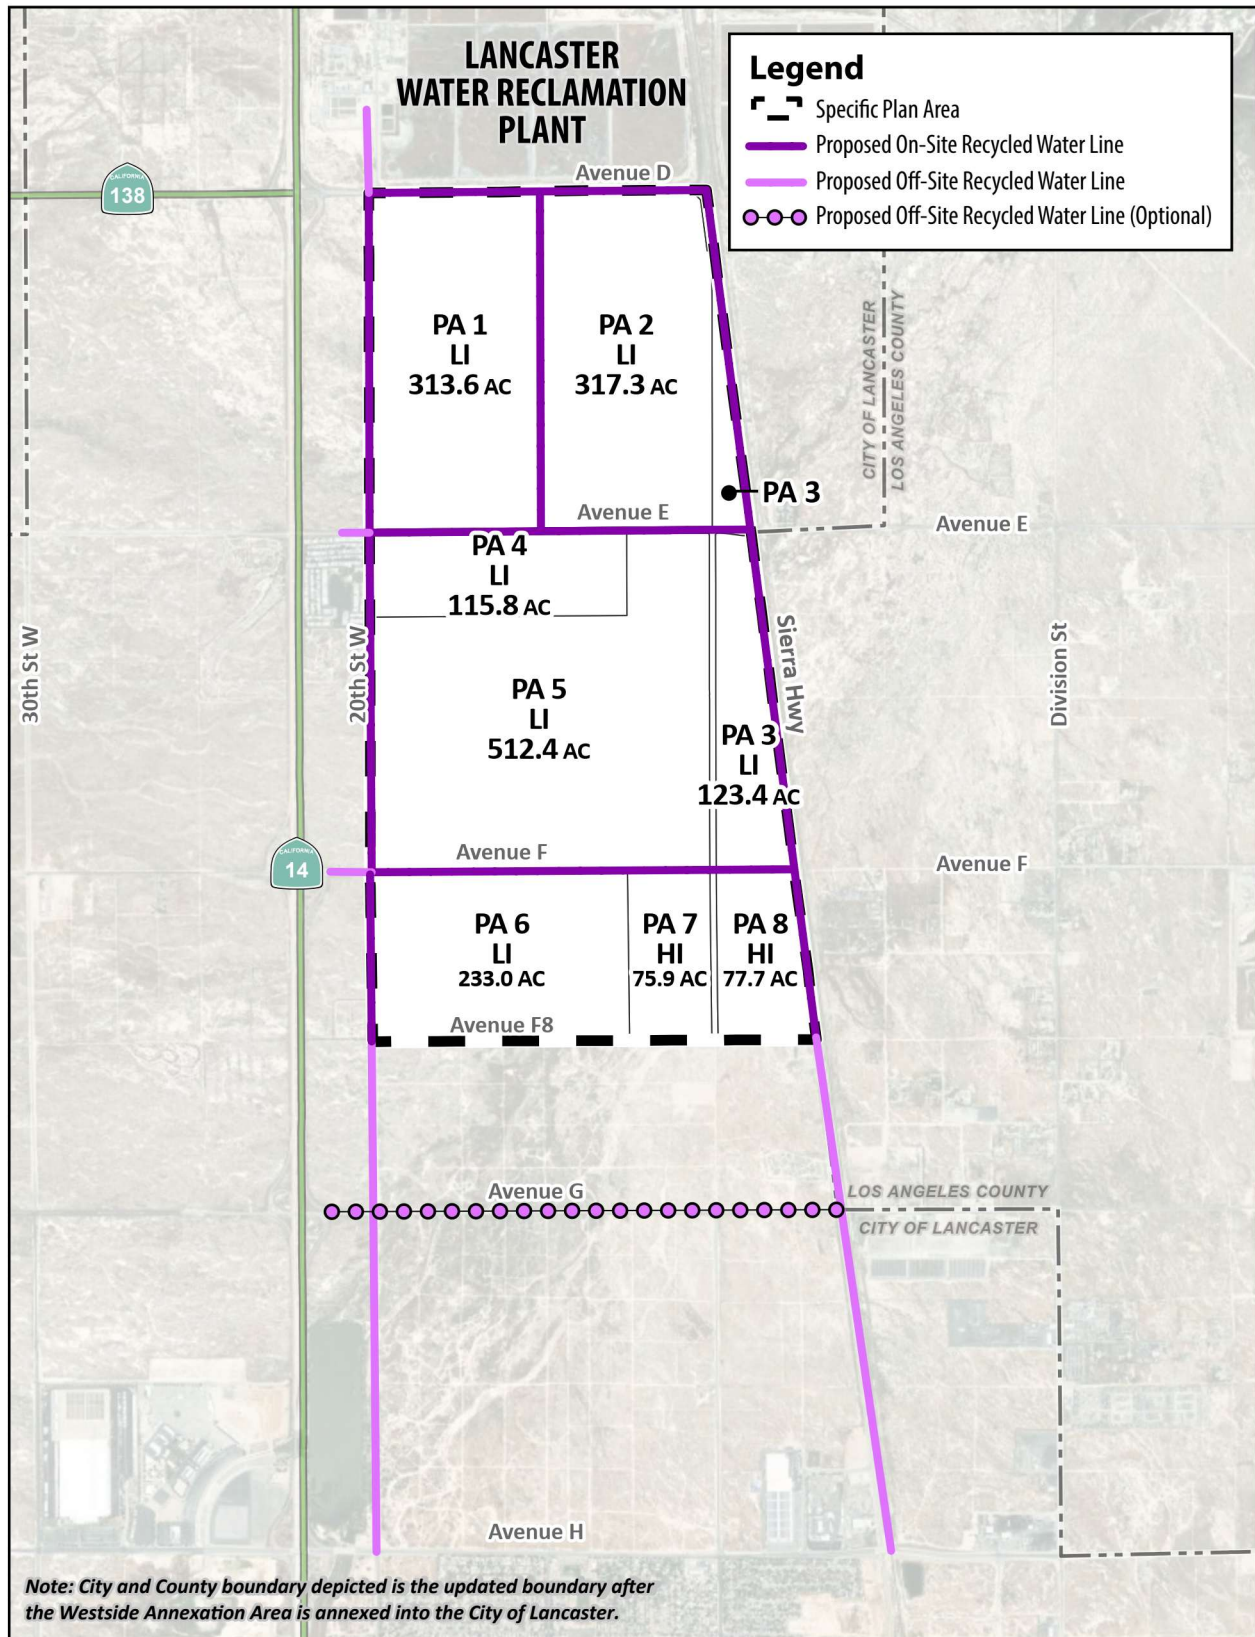 LANCASTER
WATER RECLAMATION
PLANT
Legend
Specific Plan Area
Proposed On-Site Recycled Water Line
Proposed Off-Site Recycled Water Line
Proposed Off-Site Recycled Water Line (Optional)
Avenue D
CALIFORNIA
138
PA 1
LI
313.6 AC
PA 2
LI
317.3 AC
CITY OF LANCASTER
LOS ANGELES COUNTY
PA 3
Avenue E
Avenue E
PA 4
LI
115.8 AC
30th St W
20th St W
Sierra Hwy
Division St
PA 5
LI
512.4 AC
PA 3
LI
123.4 AC
CALIFORNIA
14
Avenue F
Avenue F
PA 6
LI
233.0 AC
PA 7
HI
75.9 AC
PA 8
HI
77.7 AC
Avenue F8
Avenue G
LOS ANGELES COUNTY
CITY OF LANCASTER
Avenue H
Note: City and County boundary depicted is the updated boundary after
the Westside Annexation Area is annexed into the City of Lancaster.